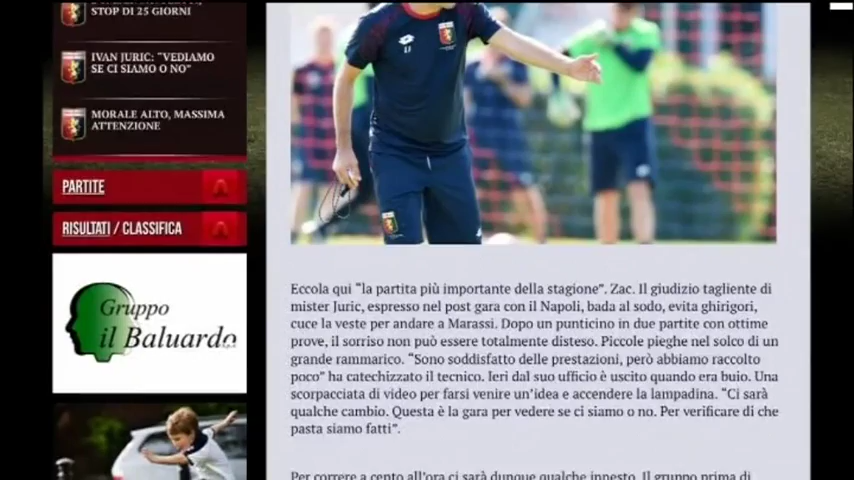 STOP DI 25 GIORNI
IVAN JURIC: “VEDIAMO
SE CI SIAMO O NO”
MORALE ALTO, MASSIMA
ATTENZIONE
PARTITE
RISULTATI / CLASSIFICA
Gruppo
il Baluardo
Eccola qui “la partita più importante della stagione”. Zac. Il giudizio tagliente di
mister Juric, espresso nel post gara con il Napoli, bada al sodo, evita ghirigori,
cuce la veste per andare a Marassi. Dopo un punticino in due partite con ottime
prove, il sorriso non può essere totalmente disteso. Piccole pieghe nel solco di un
grande rammarico. “Sono soddisfatto delle prestazioni, però abbiamo raccolto
poco” ha catechizzato il tecnico. Ieri dal suo ufficio è uscito quando era buio. Una
scorpacciata di video per farsi venire un’idea e accendere la lampadina. “Ci sarà
qualche cambio. Questa è la gara per vedere se ci siamo o no. Per verificare di che
pasta siamo fatti”.
Per correre a cento all’ora ci sarà dunque qualche innesto. Il gruppo prima di